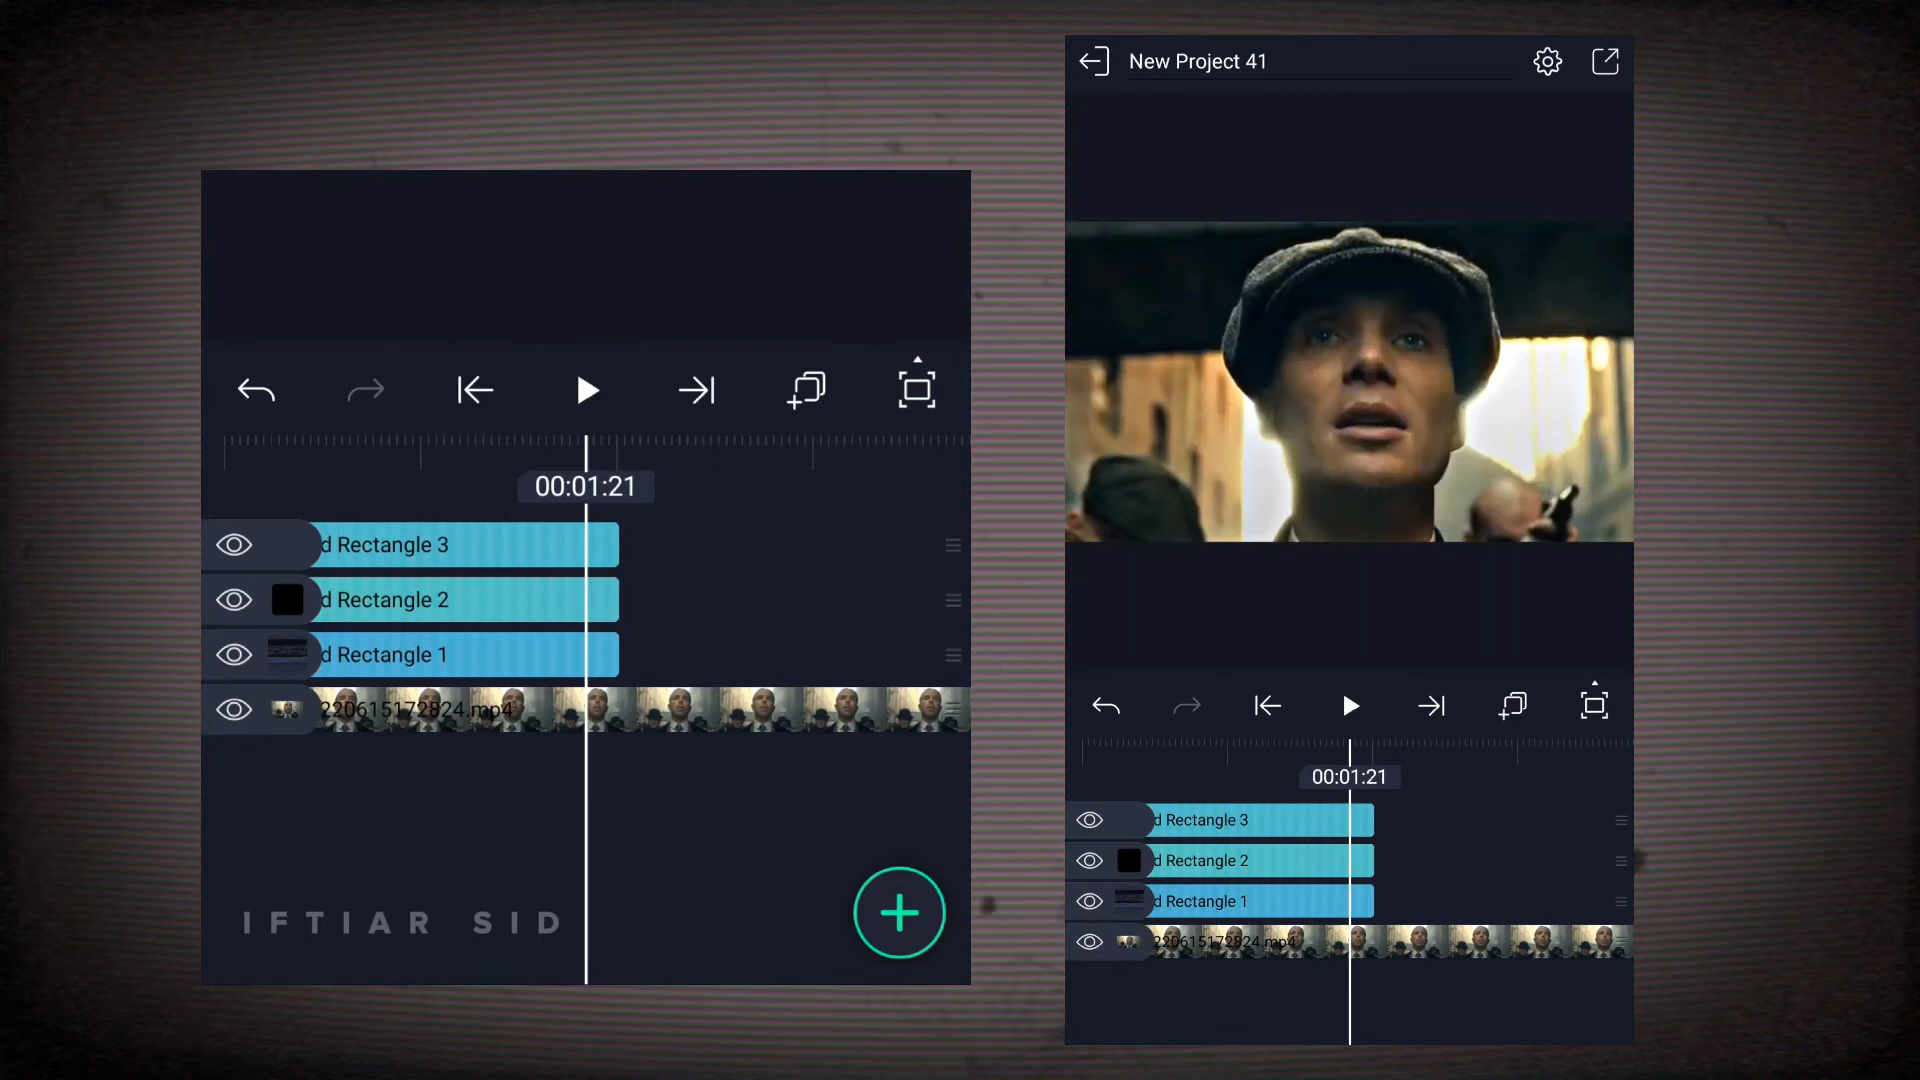 00:01:21
d Rectangle 3
d Rectangle 2
d Rectangle 1
220615172824.mp4
IFTIAR SID
New Project 41
00:01:21
d Rectangle 3
d Rectangle 2
d Rectangle 1
220615172824.mp4